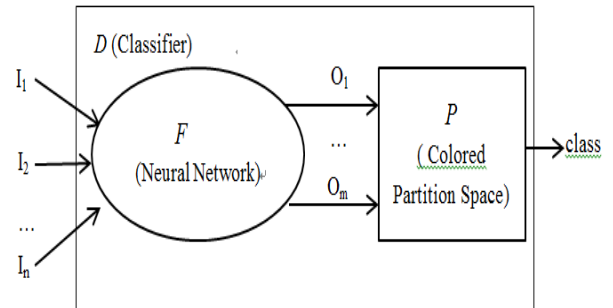 D (Classifier)
I1
I2
...
In
F
(Neural Network)
O1
...
Om
P
( Colored
Partition Space)
class